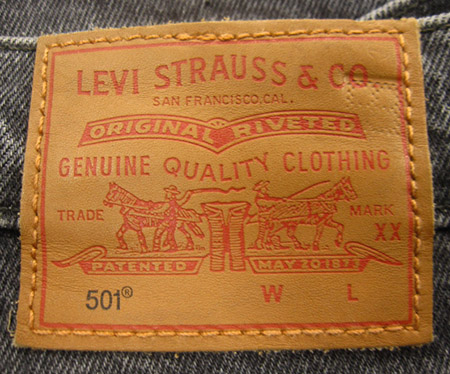 LEVI STRAUSS & CO.
SAN FRANCISCO.CAL.
ORIGINAL RIVETED
GENUINE QUALITY CLOTHING
TRADE MARK
XX
PATENTED MAY 20 1873
501® W L